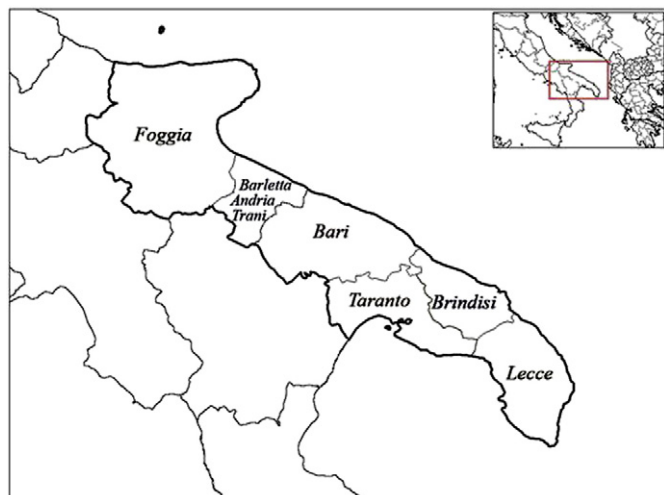 Foggia
Barletta
Andria
Trani
Bari
Taranto
Brindisi
Lecce